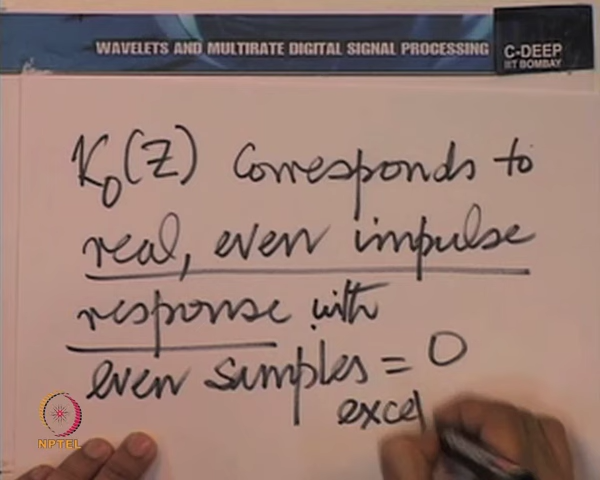 WAVELETS AND MULTIRATE DIGITAL SIGNAL PROCESSING
C-DEEP
IIT BOMBAY
K₀(Z) corresponds to
real, even impulse
response with
even samples = 0
excep
NPTEL